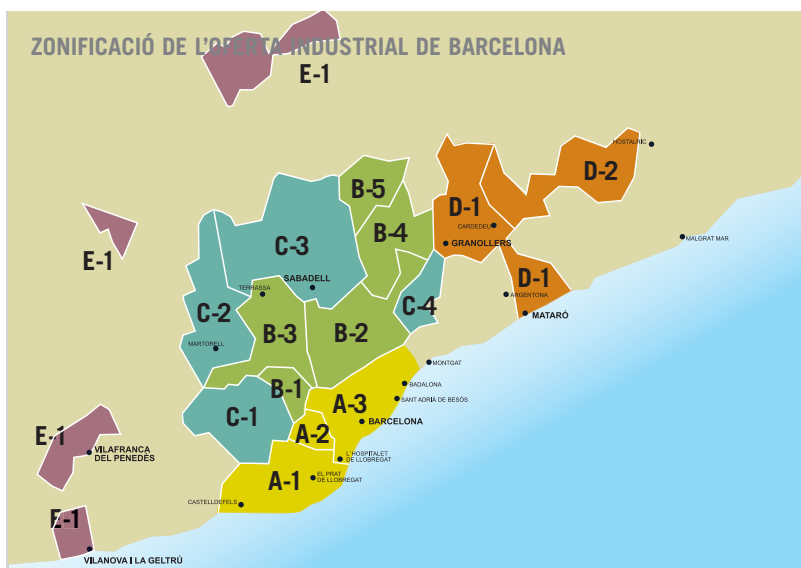 ZONIFICACIÓ DE L'OFERTA INDUSTRIAL DE BARCELONA
E-1
HOSTALRIC
D-2
B-5
D-1
CARDEDEU
B-4
GRANOLLERS
MALGRAT MAR
E-1
C-3
SABADELL
TERRASSA
D-1
ARGENTONA
MATARÓ
C-4
C-2
B-3
B-2
MARTORELL
MONTGAT
BADALONA
B-1
SANT ADRIÀ DE BESÒS
A-3
C-1
BARCELONA
A-2
E-1
VILAFRANCA
DEL PENEDÈS
L'HOSPITALET
DE LLOBREGAT
A-1
EL PRAT
DE LLOBREGAT
CASTELLDEFELS
E-1
VILANOVA I LA GELTRÚ